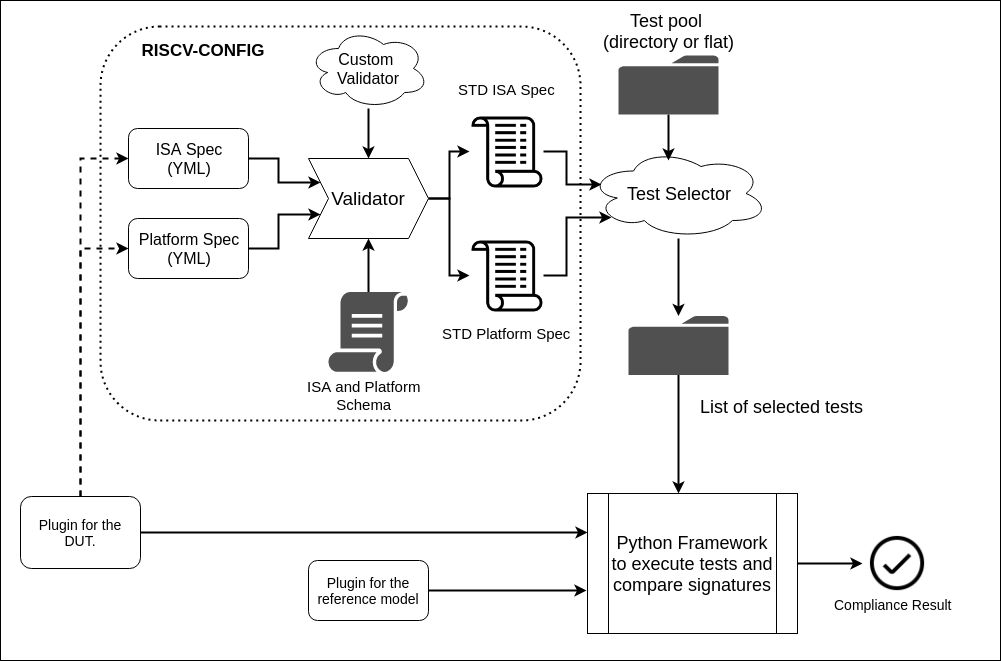 Test pool
(directory or flat)
RISCV-CONFIG
Custom
Validator
STD ISA Spec
ISA Spec
(YML)
Validator
Test Selector
Platform Spec
(YML)
STD Platform Spec
ISA and Platform
Schema
List of selected tests
Plugin for the
DUT.
Python Framework
to execute tests and
compare signatures
Plugin for the
reference model
Compliance Result